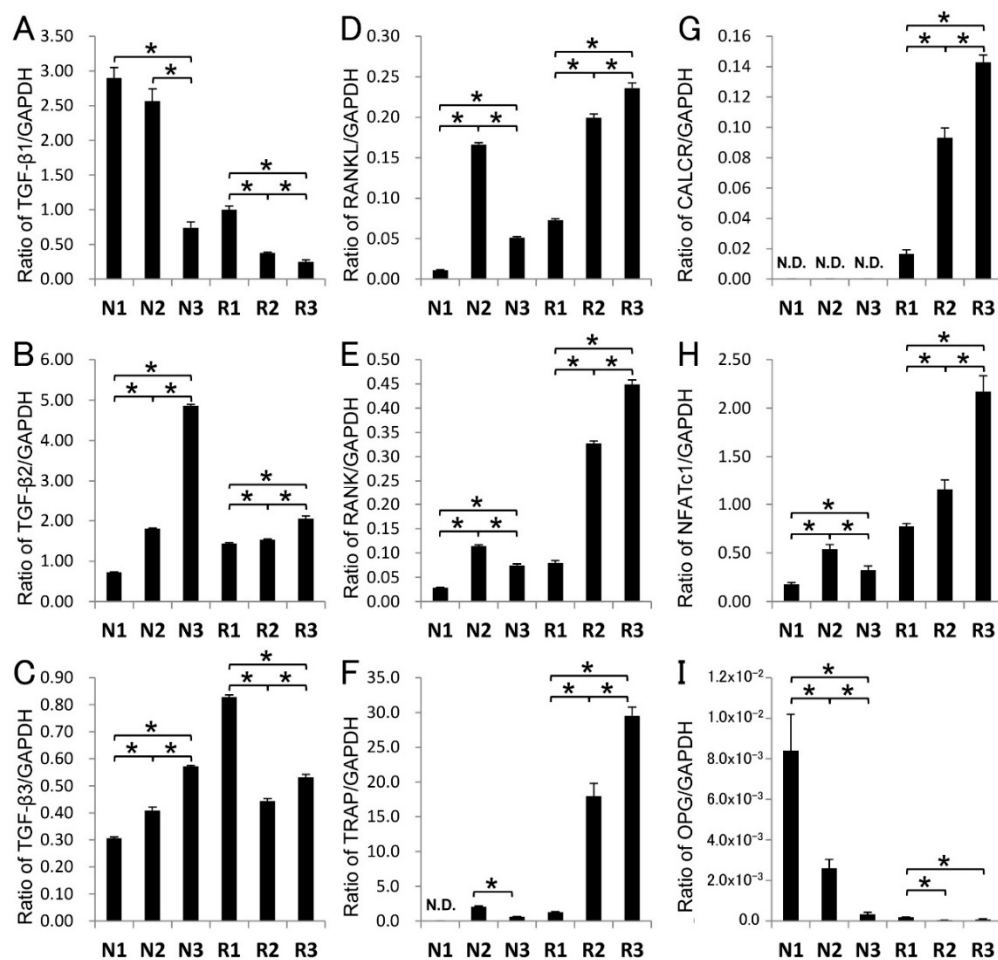 A
Ratio of TGF-β1/GAPDH
3.50
3.00
2.50
2.00
1.50
1.00
0.50
0.00
* * * * *
N1 N2 N3 R1 R2 R3
D
Ratio of RANKL/GAPDH
0.30
0.25
0.20
0.15
0.10
0.05
0.00
* * * * * *
N1 N2 N3 R1 R2 R3
G
Ratio of CALCR/GAPDH
0.16
0.14
0.12
0.10
0.08
0.06
0.04
0.02
0.00
* * *
N.D. N.D. N.D.
N1 N2 N3 R1 R2 R3
B
Ratio of TGF-β2/GAPDH
6.00
5.00
4.00
3.00
2.00
1.00
0.00
* * * * * *
N1 N2 N3 R1 R2 R3
E
Ratio of RANK/GAPDH
0.50
0.45
0.40
0.35
0.30
0.25
0.20
0.15
0.10
0.05
0.00
* * * * * *
N1 N2 N3 R1 R2 R3
H
Ratio of NFATc1/GAPDH
2.50
2.00
1.50
1.00
0.50
0.00
* * * * * *
N1 N2 N3 R1 R2 R3
C
Ratio of TGF-β3/GAPDH
0.90
0.80
0.70
0.60
0.50
0.40
0.30
0.20
0.10
0.00
* * * * * *
N1 N2 N3 R1 R2 R3
F
Ratio of TRAP/GAPDH
35.0
30.0
25.0
20.0
15.0
10.0
5.0
0.0
* * * *
N.D.
N1 N2 N3 R1 R2 R3
I
Ratio of OPG/GAPDH
1.2x10⁻²
1.0x10⁻²
8.0x10⁻³
6.0x10⁻³
4.0x10⁻³
2.0x10⁻³
0.0
* * * * *
N1 N2 N3 R1 R2 R3